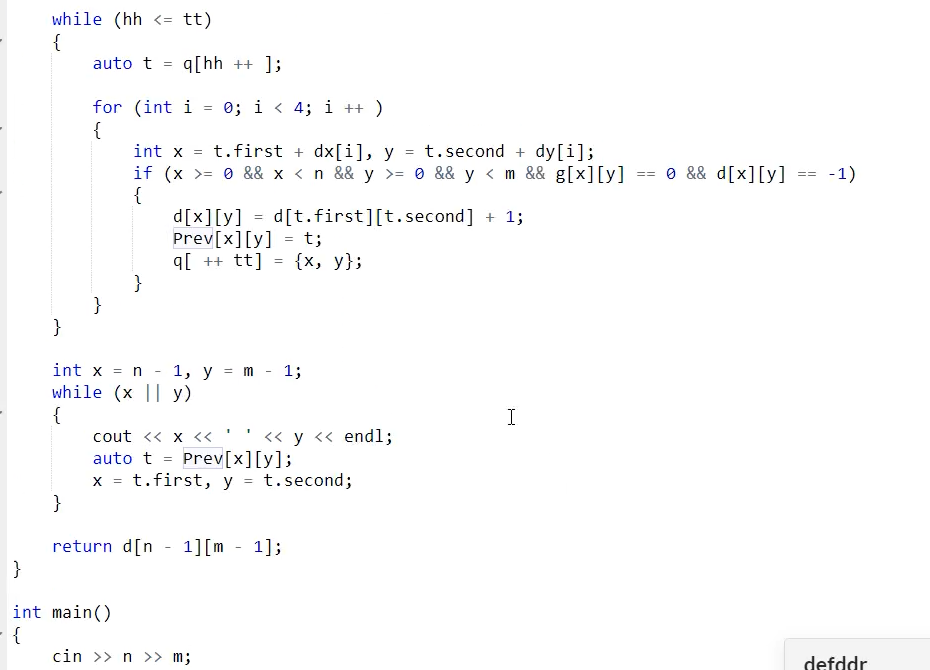 while (hh <= tt)
{
auto t = q[hh ++ ];
for (int i = 0; i < 4; i ++ )
{
int x = t.first + dx[i], y = t.second + dy[i];
if (x >= 0 && x < n && y >= 0 && y < m && g[x][y] == 0 && d[x][y] == -1)
{
d[x][y] = d[t.first][t.second] + 1;
Prev[x][y] = t;
q[ ++ tt] = {x, y};
}
}
}
int x = n - 1, y = m - 1;
while (x || y)
{
cout << x << ' ' << y << endl;
auto t = Prev[x][y];
x = t.first, y = t.second;
}
return d[n - 1][m - 1];
}
int main()
{
cin >> n >> m;
defddr